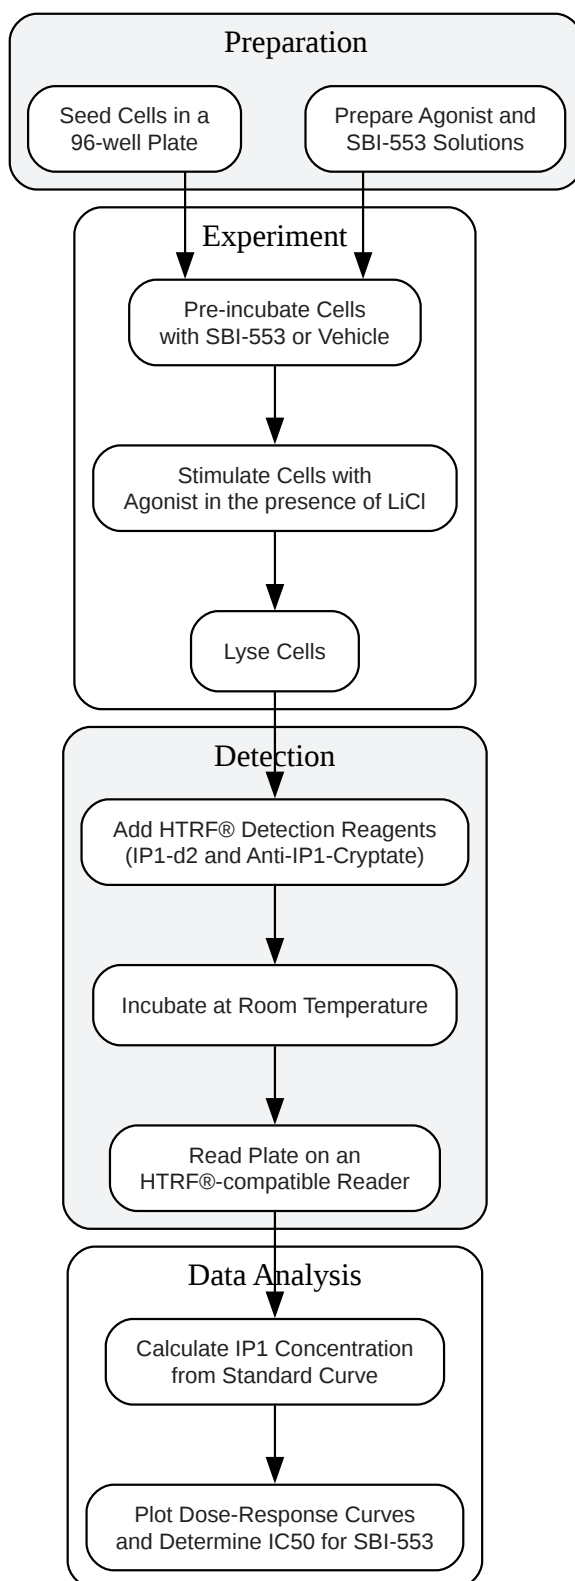 Preparation
Seed Cells in a
96-well Plate
Prepare Agonist and
SBI-553 Solutions
Experiment
Pre-incubate Cells
with SBI-553 or Vehicle
Stimulate Cells with
Agonist in the presence of LiCl
Lyse Cells
Detection
Add HTRF® Detection Reagents
(IP1-d2 and Anti-IP1-Cryptate)
Incubate at Room Temperature
Read Plate on an
HTRF®-compatible Reader
Data Analysis
Calculate IP1 Concentration
from Standard Curve
Plot Dose-Response Curves
and Determine IC50 for SBI-553